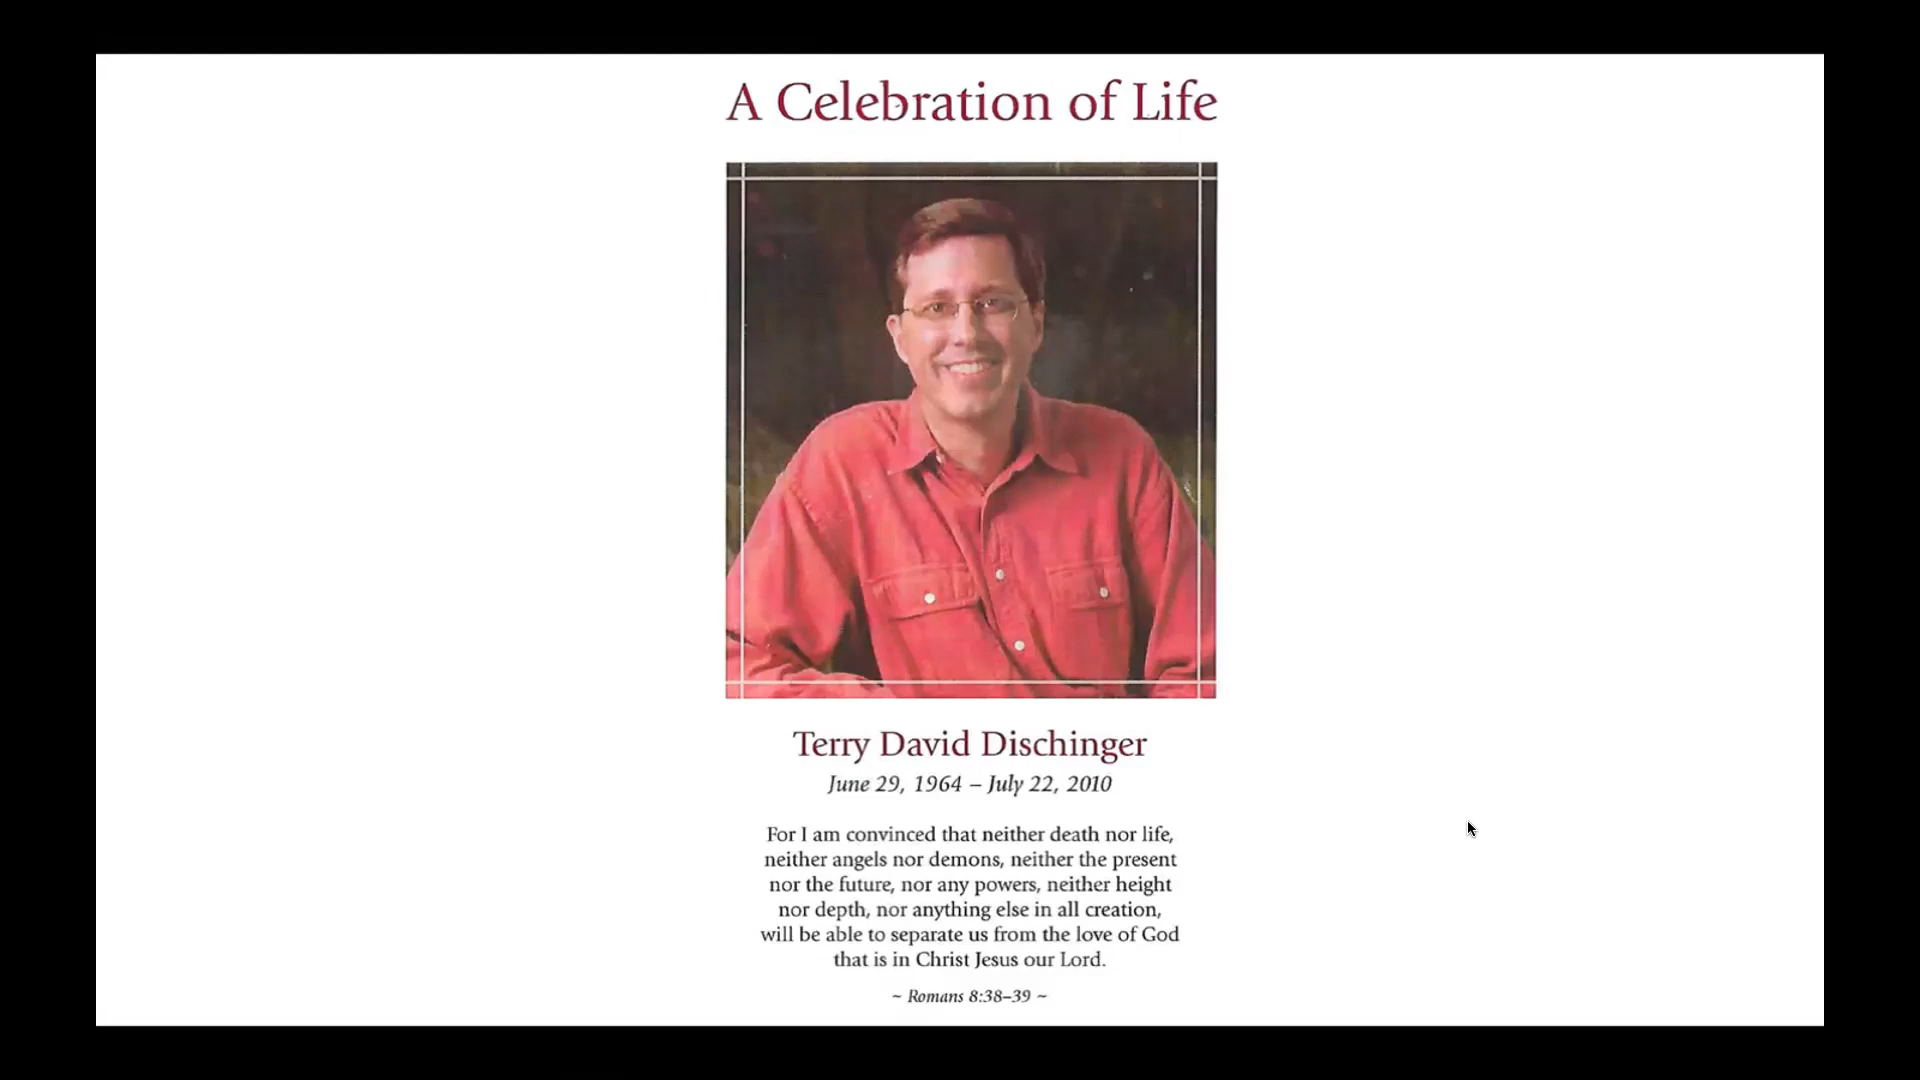 A Celebration of Life
Terry David Dischinger
June 29, 1964 – July 22, 2010
For I am convinced that neither death nor life,
neither angels nor demons, neither the present
nor the future, nor any powers, neither height
nor depth, nor anything else in all creation,
will be able to separate us from the love of God
that is in Christ Jesus our Lord.
~ Romans 8:38–39 ~